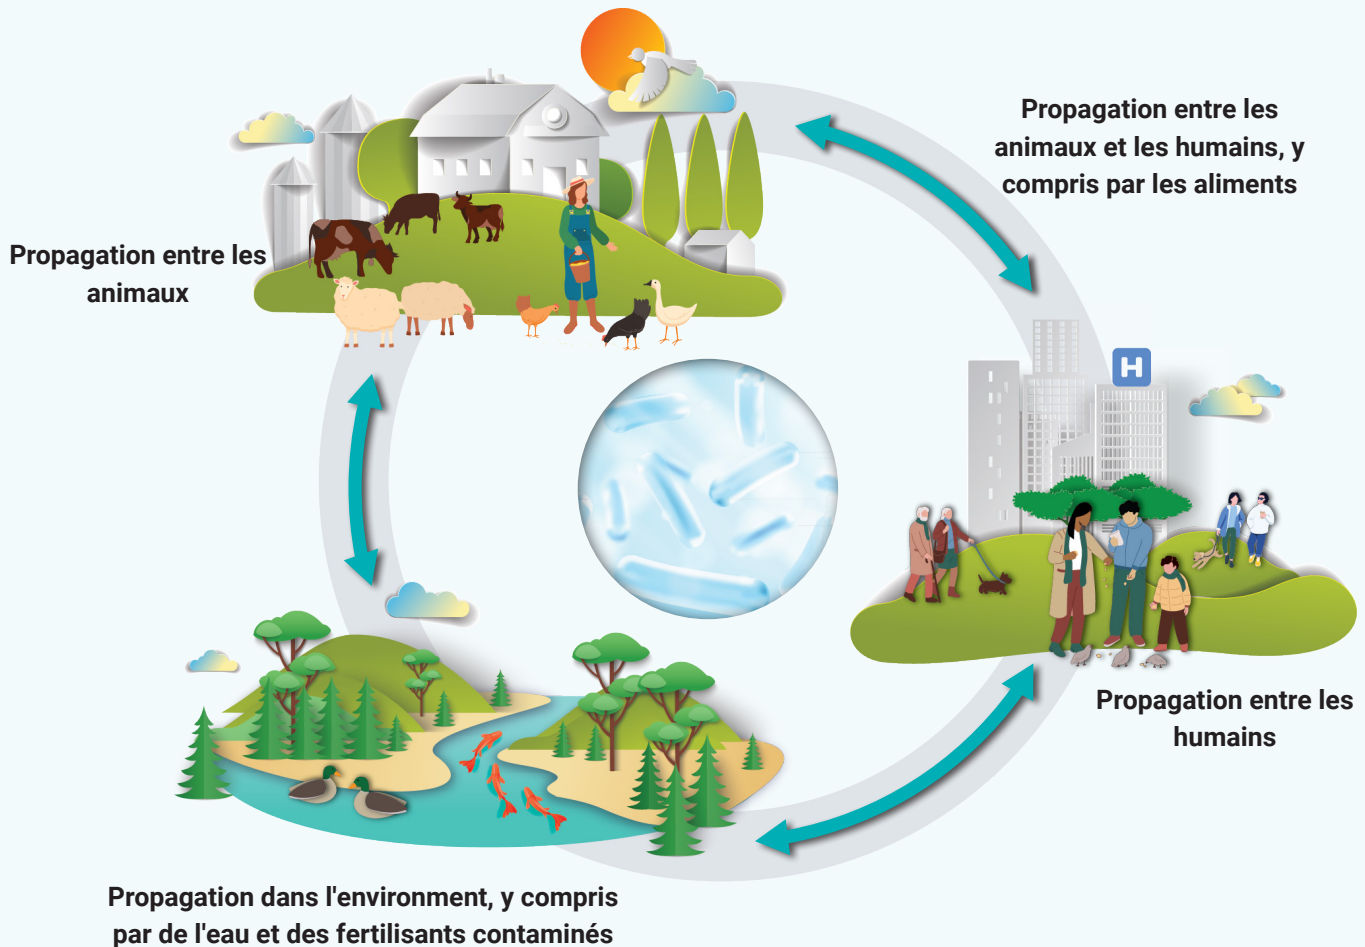 Propagation entre les
animaux et les humains, y
compris par les aliments
Propagation entre les
animaux
H
Propagation entre les
humains
Propagation dans l'environment, y compris
par de l'eau et des fertilisants contaminés